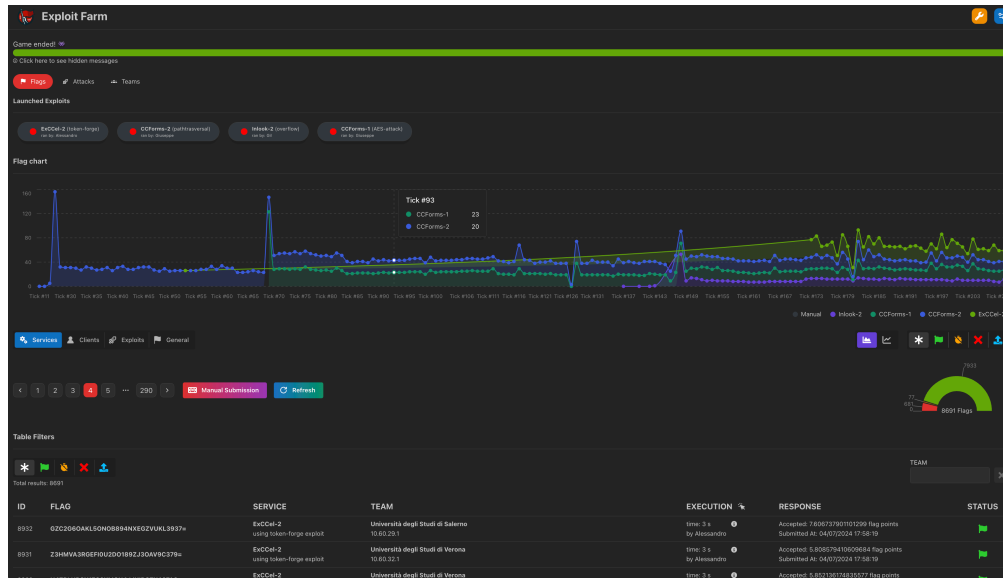 Exploit Farm
Game ended!
Click here to see hidden messages
Flags
Attacks
Teams
Launched Exploits
ExCCel-2 (token-forge)
ran by: Alessandro
CCForms-2 (pathtrasversal)
ran by: Giuseppe
Inlook-2 (overflow)
CCForms-1 (AES-attack)
ran by: Giuseppe
Flag chart
160
120
80
40
0
Tick #93
CCForms-1 23
CCForms-2 20
Manual
Inlook-2
CCForms-1
CCForms-2
ExCCel-2
Services
Clients
Exploits
General
1
2
3
4
5
...
290
Manual Submission
Refresh
7933
77
691
0
8691 Flags
Table Filters
Total results: 8691
TEAM
ID FLAG SERVICE TEAM EXECUTION RESPONSE STATUS
8932
ExCCel-2
using token-forge exploit
Università degli Studi di Salerno
10.60.29.1
time: 3 s
by Alessandro
Accepted: 7.606737901101299 flag points
Submitted At: 04/07/2024 17:58:19
8931
ExCCel-2
using token-forge exploit
Università degli Studi di Verona
10.60.32.1
time: 3 s
by Alessandro
Accepted: 5.808579410609684 flag points
Submitted At: 04/07/2024 17:58:19
ExCCel-2
Università degli Studi di Verona
time: 3 s
Accepted: 5.852136174835577 flag points